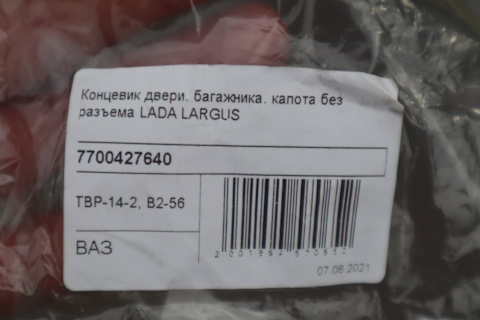 Концевик двери. багажника. капота без
разъема LADA LARGUS
7700427640
ТВР-14-2, В2-56
ВАЗ
07.06.2021